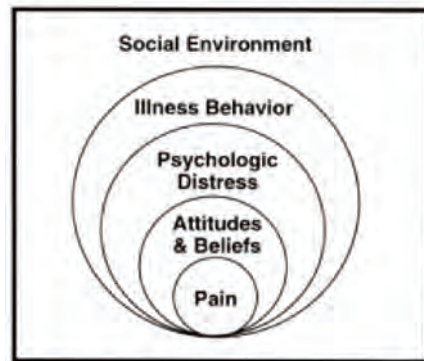 Social Environment
Illness Behavior
Psychologic
Distress
Attitudes
& Beliefs
Pain